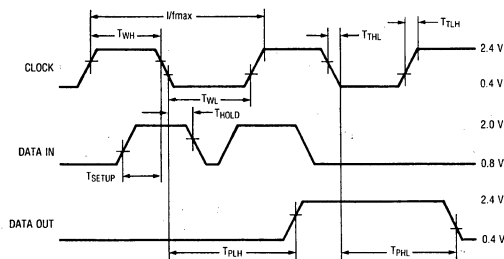 I/fmax
TWH
TTHL
TTLH
2.4 V
CLOCK
0.4 V
TWL
THOLD
2.0 V
DATA IN
0.8 V
TSETUP
2.4 V
DATA OUT
0.4 V
TPLH
TPHL